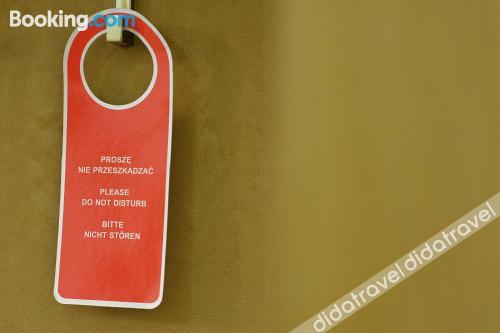 Booking.com
PROSZĘ
NIE PRZESZKADZAĆ
PLEASE
DO NOT DISTURB
BITTE
NICHT STÖREN
didatravel didatravel